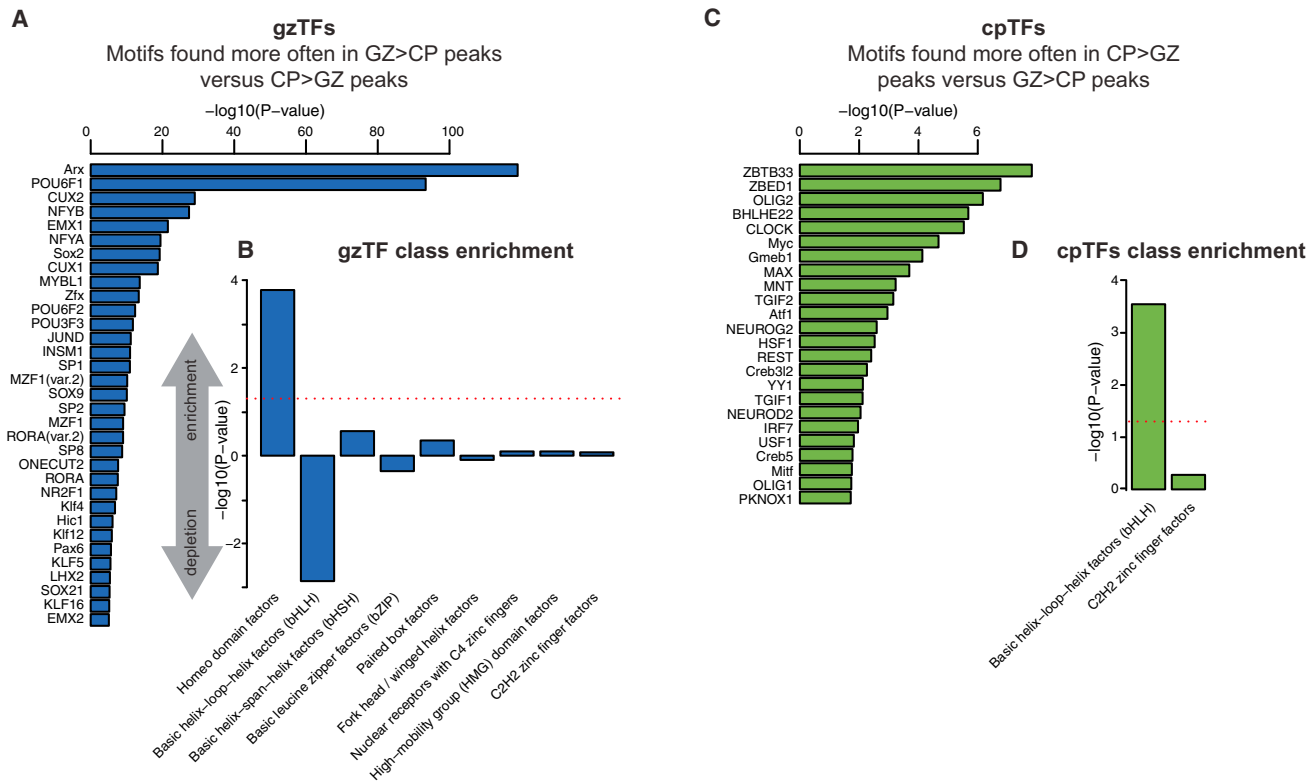 A
gzTFs
Motifs found more often in GZ>CP peaks
versus CP>GZ peaks
−log10(P−value)
0 20 40 60 80 100
Arx
POU6F1
CUX2
NFYB
EMX1
NFYA
Sox2
CUX1
MYBL1
Zfx
POU6F2
POU3F3
JUND
INSM1
SP1
MZF1(var.2)
SOX9
SP2
MZF1
RORA(var.2)
SP8
ONECUT2
RORA
NR2F1
Klf4
Hic1
Klf12
Pax6
KLF5
LHX2
SOX21
KLF16
EMX2
enrichment
depletion
B
gzTF class enrichment
−log10(P−value)
4
2
0
−2
Homeo domain factors
Basic helix−loop−helix factors (bHLH)
Basic helix−span−helix factors (bHSH)
Basic leucine zipper factors (bZIP)
Paired box factors
Fork head / winged helix factors
Nuclear receptors with C4 zinc fingers
High−mobility group (HMG) domain factors
C2H2 zinc finger factors
C
cpTFs
Motifs found more often in CP>GZ
peaks versus GZ>CP peaks
−log10(P−value)
0 2 4 6
ZBTB33
ZBED1
OLIG2
BHLHE22
CLOCK
Myc
Gmeb1
MAX
MNT
TGIF2
Atf1
NEUROG2
HSF1
REST
Creb3l2
YY1
TGIF1
NEUROD2
IRF7
USF1
Creb5
Mitf
OLIG1
PKNOX1
D
cpTFs class enrichment
−log10(P−value)
4
3
2
1
0
Basic helix−loop−helix factors (bHLH)
C2H2 zinc finger factors